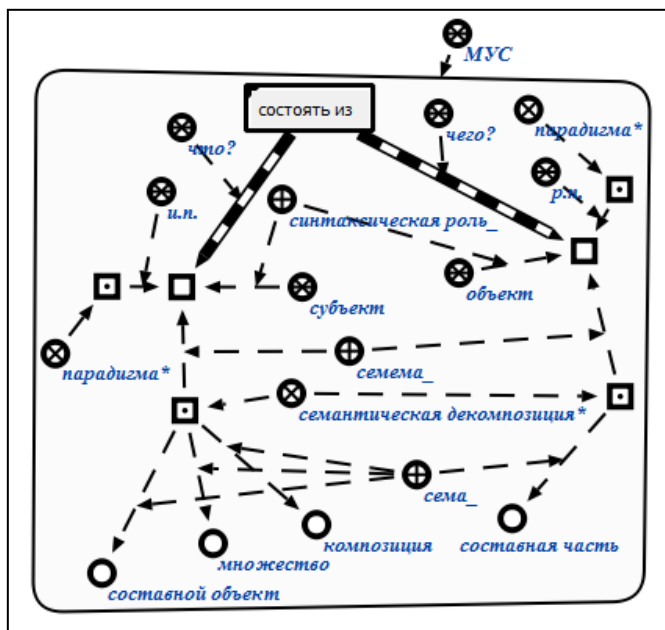 МУС
состоять из
что?
чего?
парадигма*
и.п.
р.п.
синтаксическая роль_
субъект
объект
парадигма*
семема_
семантическая декомпозиция*
сема_
композиция
составная часть
множество
составной объект